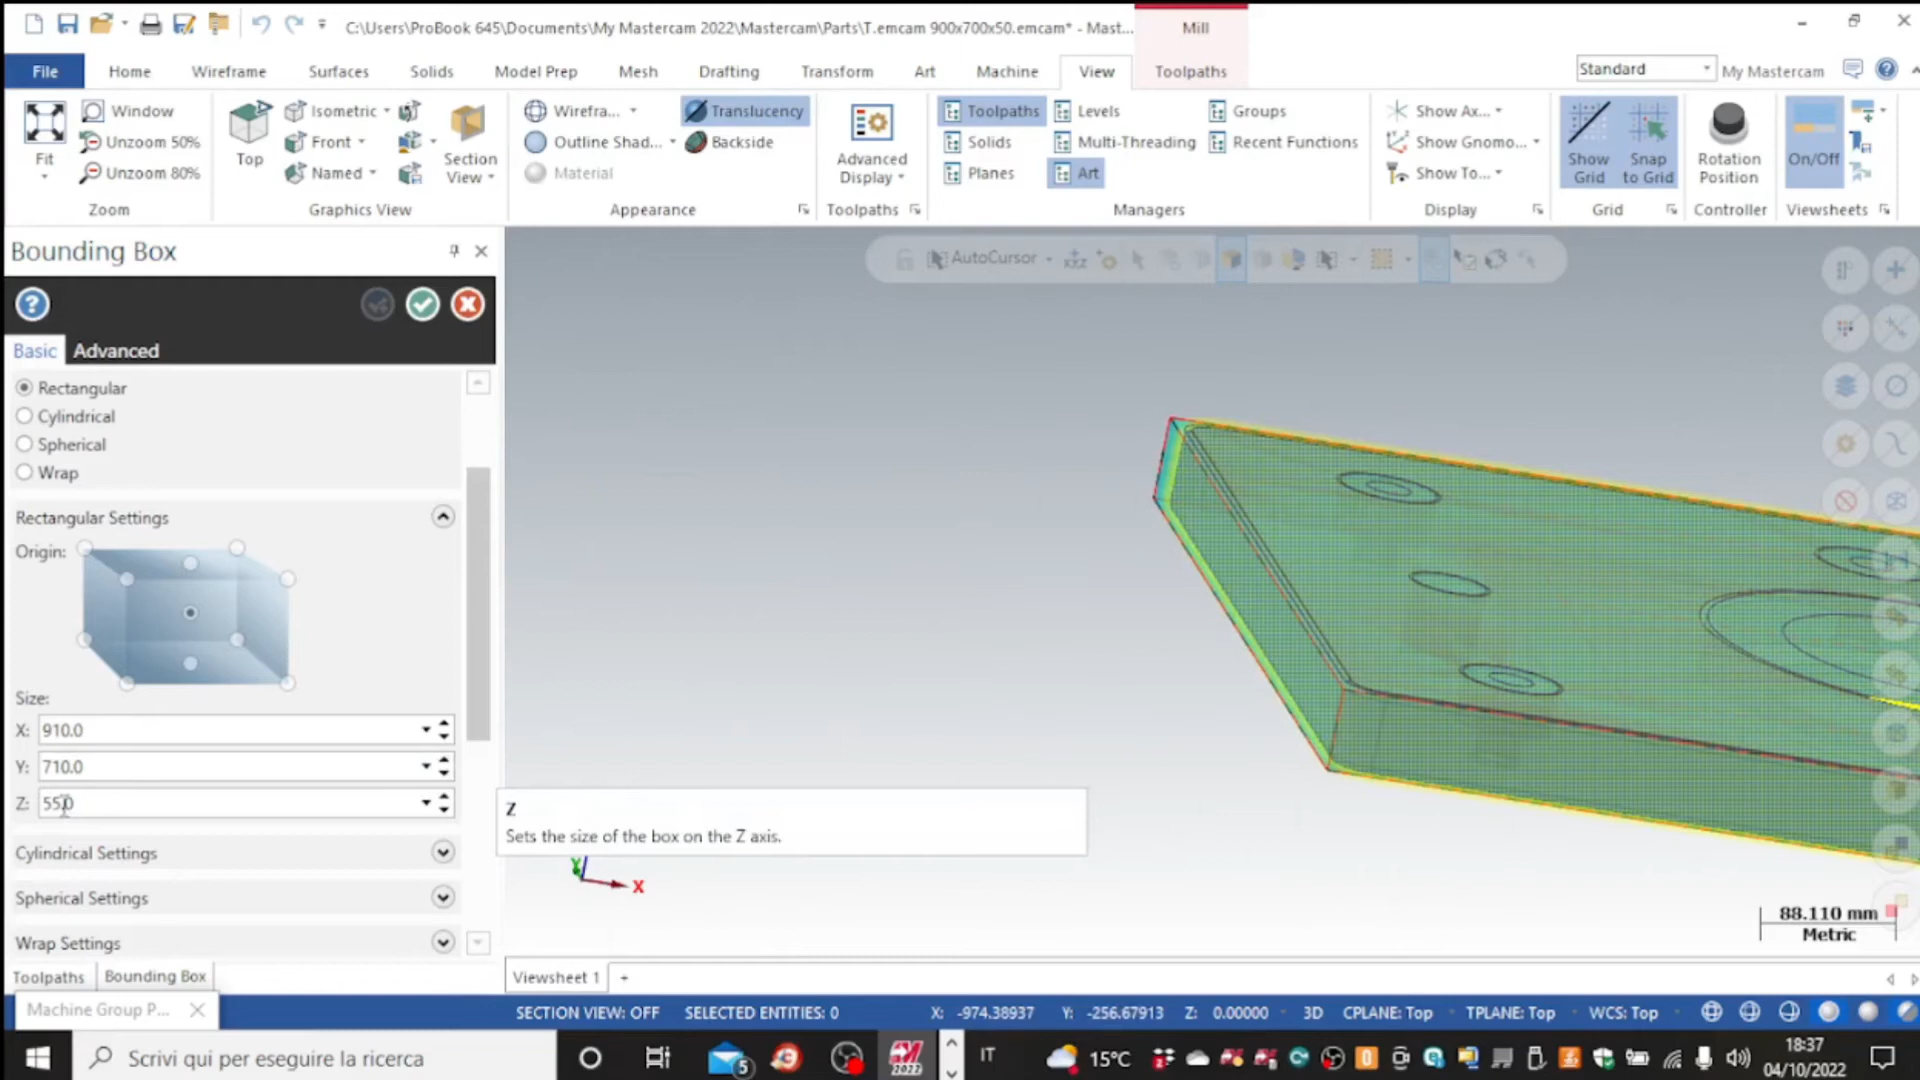 C:\Users\ProBook 645\Documents\My Mastercam 2022\Mastercam\Parts\T.emcam 900x700x50.emcam* - Mast...
Mill
File Home Wireframe Surfaces Solids Model Prep Mesh Drafting Transform Art Machine View Toolpaths
Standard My Mastercam
Fit
Window
Unzoom 50%
Unzoom 80%
Zoom
Top
Isometric
Front
Named
Section
View
Graphics View
Wirefra...
Outline Shad...
Material
Translucency
Backside
Appearance
Advanced
Display
Toolpaths
Toolpaths
Solids
Planes
Levels
Multi-Threading
Art
Groups
Recent Functions
Managers
Show Ax...
Show Gnomo...
Show To...
Display
Show
Grid
Snap
to Grid
Grid
Rotation
Position
Controller
On/Off
Viewsheets
Bounding Box
Basic Advanced
Rectangular
Cylindrical
Spherical
Wrap
Rectangular Settings
Origin:
Size:
X: 910.0
Y: 710.0
Z: 55.0
Cylindrical Settings
Spherical Settings
Wrap Settings
Toolpaths Bounding Box
Machine Group P...
AutoCursor
Z
Sets the size of the box on the Z axis.
Y
X
88.110 mm
Metric
Viewsheet 1 +
SECTION VIEW: OFF SELECTED ENTITIES: 0 X: -974.38937 Y: -256.67913 Z: 0.00000 3D CPLANE: Top TPLANE: Top WCS: Top
Scrivi qui per eseguire la ricerca
5
2022
IT
15°C
18:37
04/10/2022